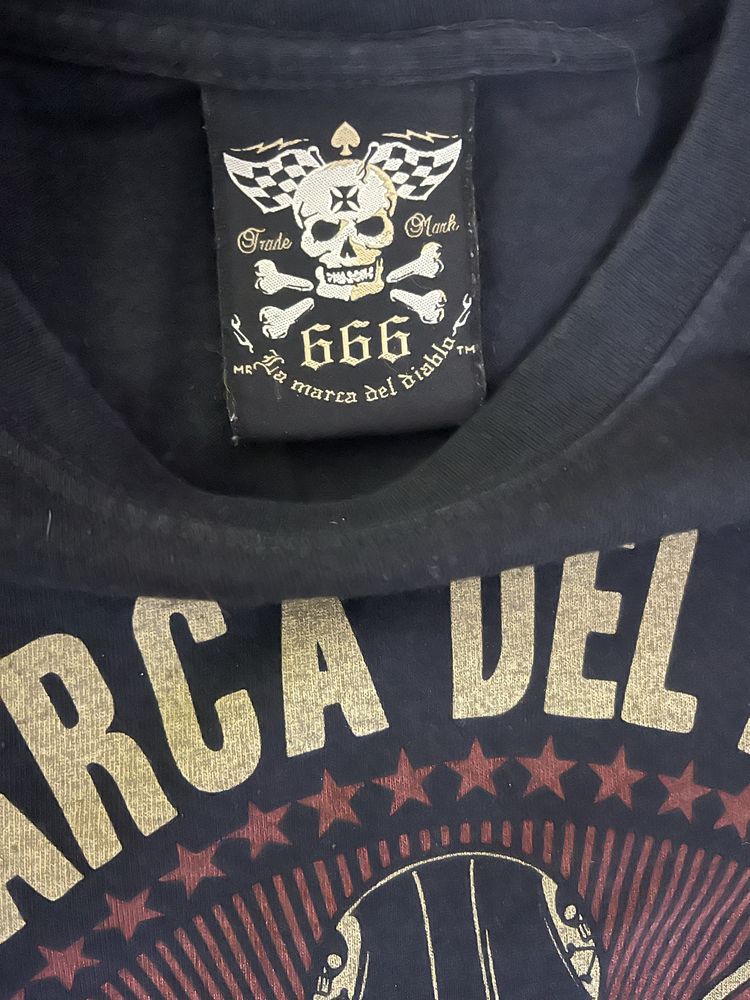 Trade Mark
666
MR La marca del diablo TM
ARCA DEL